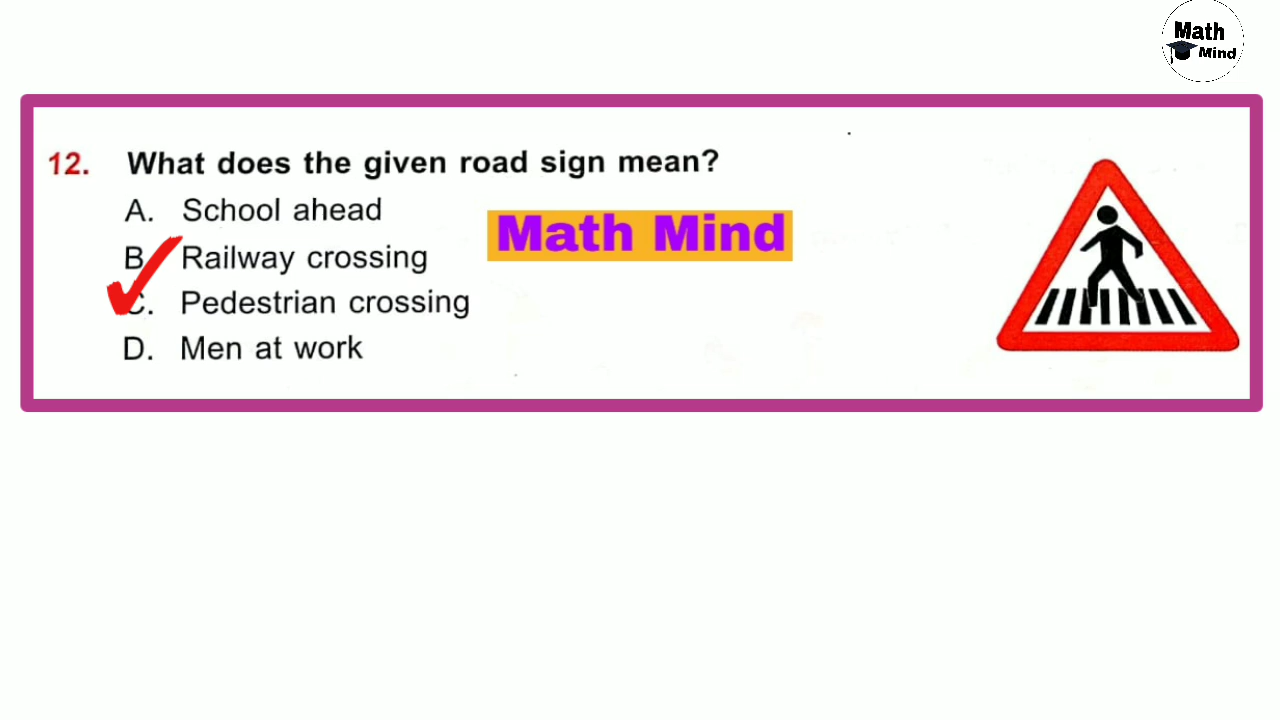 Math
Mind
12. What does the given road sign mean?
A. School ahead
Math Mind
B. Railway crossing
C. Pedestrian crossing
D. Men at work